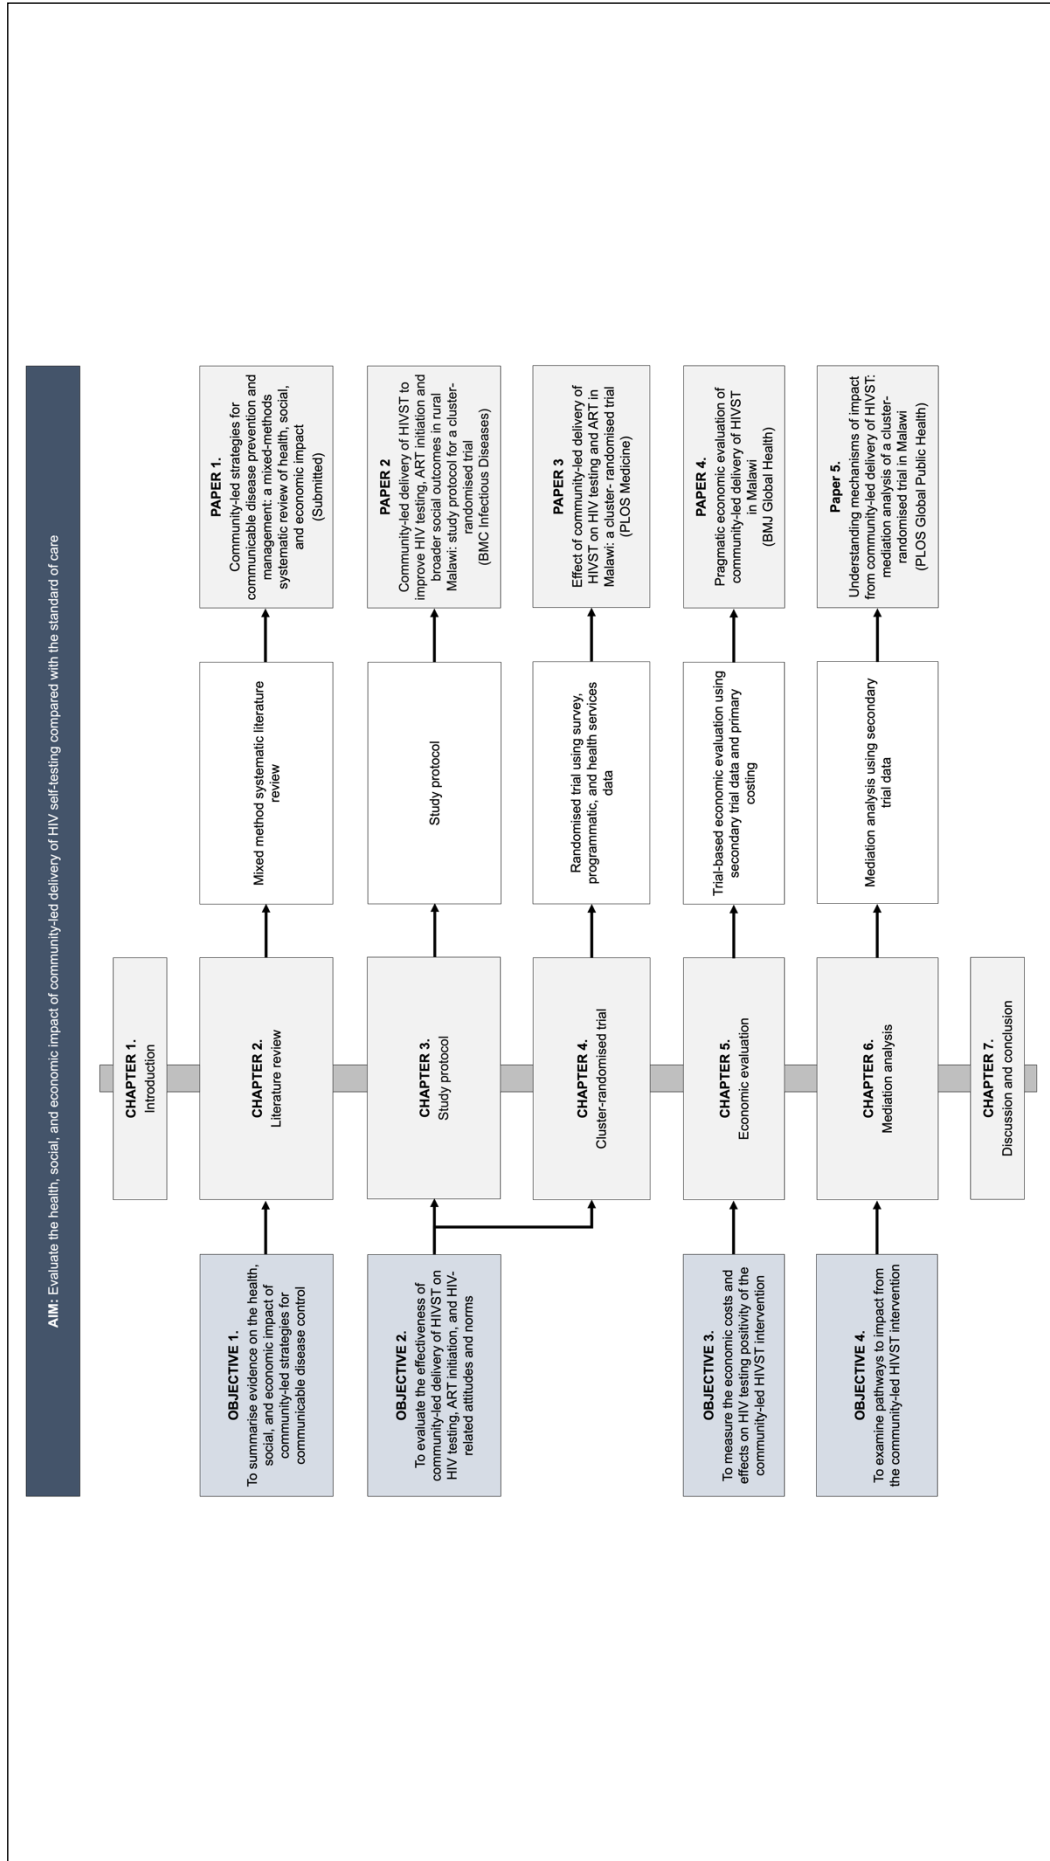 AIM: Evaluate the health, social, and economic impact of community-led delivery of HIV self-testing compared with the standard of care
CHAPTER 1.
Introduction
OBJECTIVE 1.
To summarise evidence on the health,
social, and economic impact of
community-led strategies for
communicable disease control
CHAPTER 2.
Literature review
Mixed method systematic literature
review
PAPER 1.
Community-led strategies for
communicable disease prevention and
management: a mixed-methods
systematic review of health, social,
and economic impact
(Submitted)
OBJECTIVE 2.
To evaluate the effectiveness of
community-led delivery of HIVST on
HIV testing, ART initiation, and HIV-
related attitudes and norms
CHAPTER 3.
Study protocol
Study protocol
PAPER 2
Community-led delivery of HIVST to
improve HIV testing, ART initiation and
broader social outcomes in rural
Malawi: study protocol for a cluster-
randomised trial
(BMC Infectious Diseases)
CHAPTER 4.
Cluster-randomised trial
Randomised trial using survey,
programmatic, and health services
data
PAPER 3
Effect of community-led delivery of
HIVST on HIV testing and ART in
Malawi: a cluster- randomised trial
(PLOS Medicine)
OBJECTIVE 3.
To measure the economic costs and
effects on HIV testing positivity of the
community-led HIVST intervention
CHAPTER 5.
Economic evaluation
Trial-based economic evaluation using
secondary trial data and primary
costing
PAPER 4.
Pragmatic economic evaluation of
community-led delivery of HIVST
in Malawi
(BMJ Global Health)
OBJECTIVE 4.
To examine pathways to impact from
the community-led HIVST intervention
CHAPTER 6.
Mediation analysis
Mediation analysis using secondary
trial data
Paper 5.
Understanding mechanisms of impact
from community-led delivery of HIVST:
mediation analysis of a cluster-
randomised trial in Malawi
(PLOS Global Public Health)
CHAPTER 7.
Discussion and conclusion